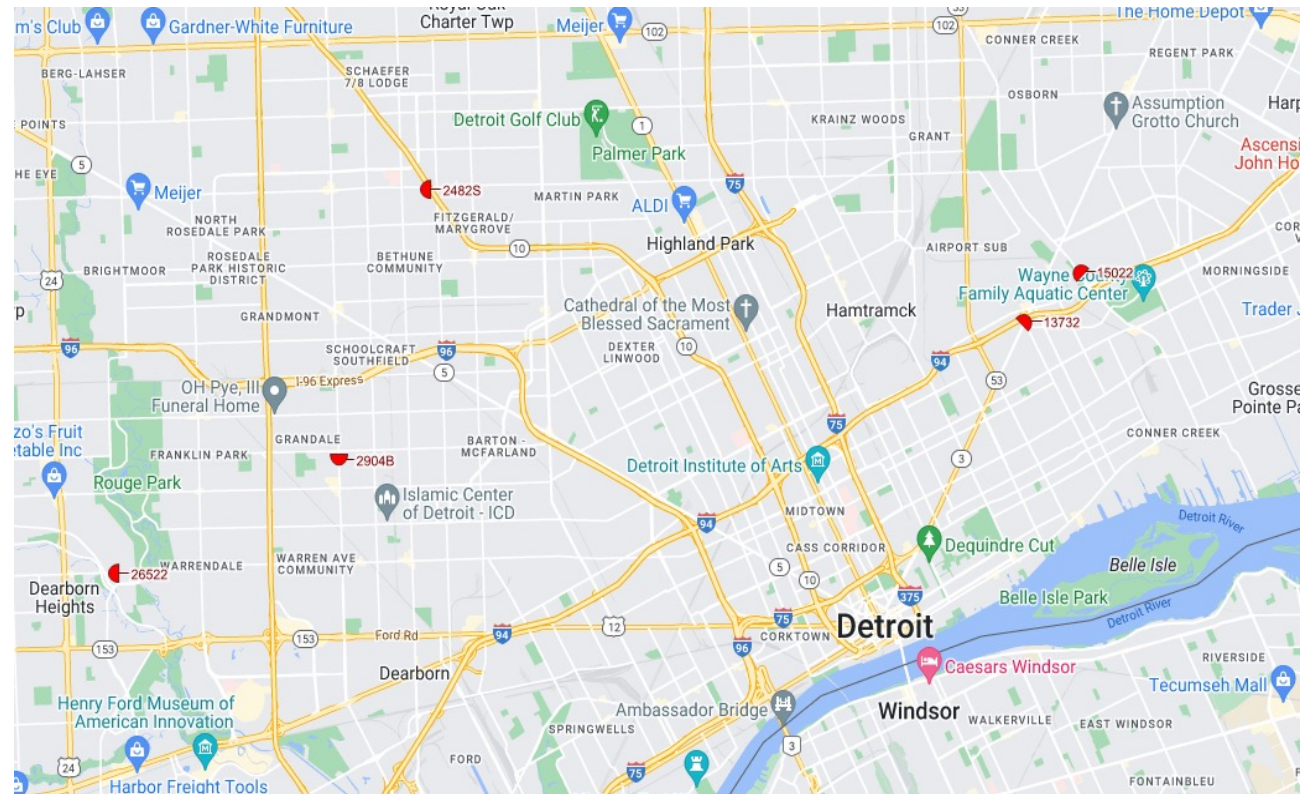 Royal Oak
Charter Twp
m's Club
Gardner-White Furniture
Meijer
102
53
102
The Home Depot
CONNER CREEK
REGENT PARK
BERG-LAHSER
SCHAEFER
7/8 LODGE
OSBORN
Detroit Golf Club
1
KRAINZ WOODS
GRANT
Assumption
Grotto Church
Harp
POINTS
5
Palmer Park
Ascensi
John Ho
HE EYE
Meijer
2482S
MARTIN PARK
75
ALDI
NORTH
ROSEDALE PARK
FITZGERALD/
MARYGROVE
Highland Park
10
AIRPORT SUB
COR
ROSEDALE
PARK HISTORIC
DISTRICT
BETHUNE
COMMUNITY
BRIGHTMOOR
24
Wayne County
Family Aquatic Center
15022
MORNINGSIDE
rp
GRANDMONT
Cathedral of the Most
Blessed Sacrament
Hamtramck
Trader J
13732
96
SCHOOLCRAFT
SOUTHFIELD
96
5
DEXTER
LINWOOD
10
94
53
I-96 Express
OH Pye, III
Funeral Home
Grosse
Pointe Pa
75
zo's Fruit
etable Inc
GRANDALE
FRANKLIN PARK
2904B
BARTON -
MCFARLAND
3
CONNER CREEK
Detroit Institute of Arts
Rouge Park
Islamic Center
of Detroit - ICD
94
MIDTOWN
Detroit River
CASS CORRIDOR
Dequindre Cut
WARRENDALE
WARREN AVE
COMMUNITY
26522
5
10
Belle Isle
Dearborn
Heights
375
Belle Isle Park
Detroit River
75
Detroit
153
153
Ford Rd
94
12
CORKTOWN
96
Dearborn
Caesars Windsor
RIVERSIDE
Tecumseh Mall
Henry Ford Museum of
American Innovation
Ambassador Bridge
Windsor
WALKERVILLE
EAST WINDSOR
SPRINGWELLS
3
24
FORD
75
Harbor Freight Tools
FONTAINBLEU